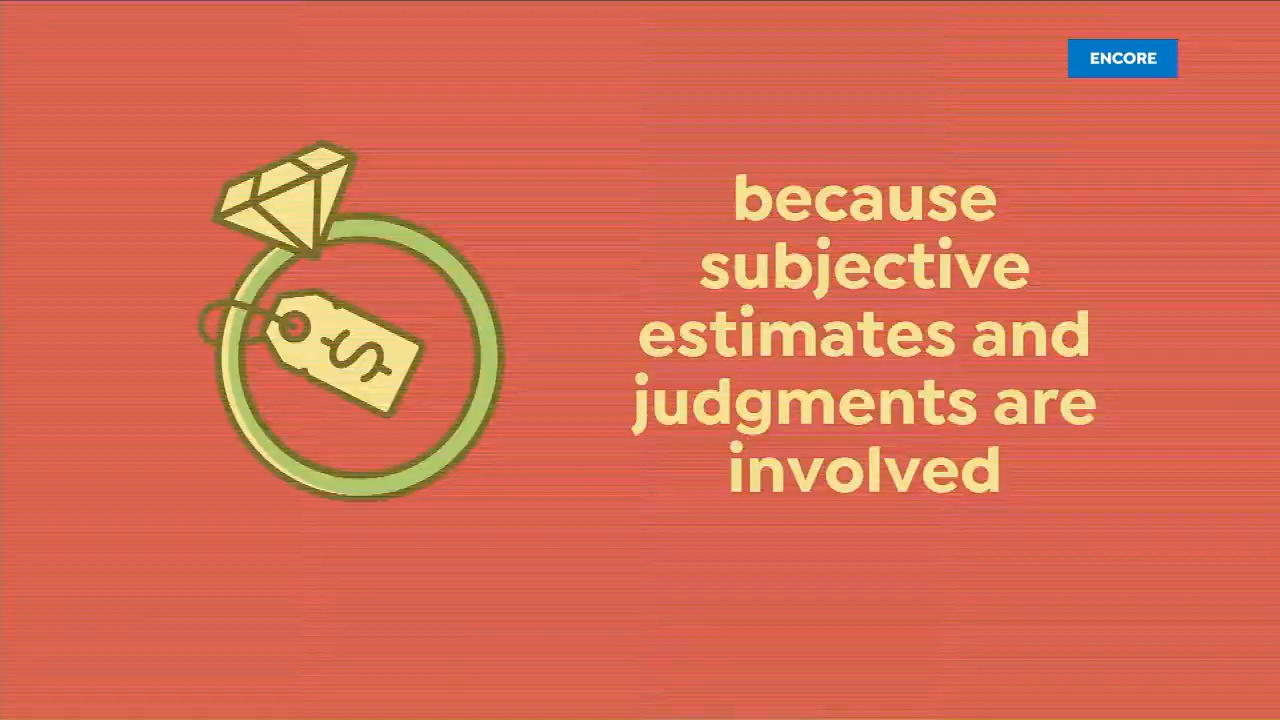 ENCORE
because
subjective
estimates and
judgments are
involved
$